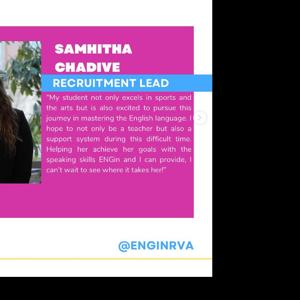 SAMHITHA
CHADIVE
RECRUITMENT LEAD
"My student not only excels in sports and
the arts but is also excited to pursue this
journey in mastering the English language. I
hope to not only be a teacher but also a
support system during this difficult time.
Helping her achieve her goals with the
speaking skills ENGin and I can provide, I
can't wait to see where it takes her!"
@ENGINRVA